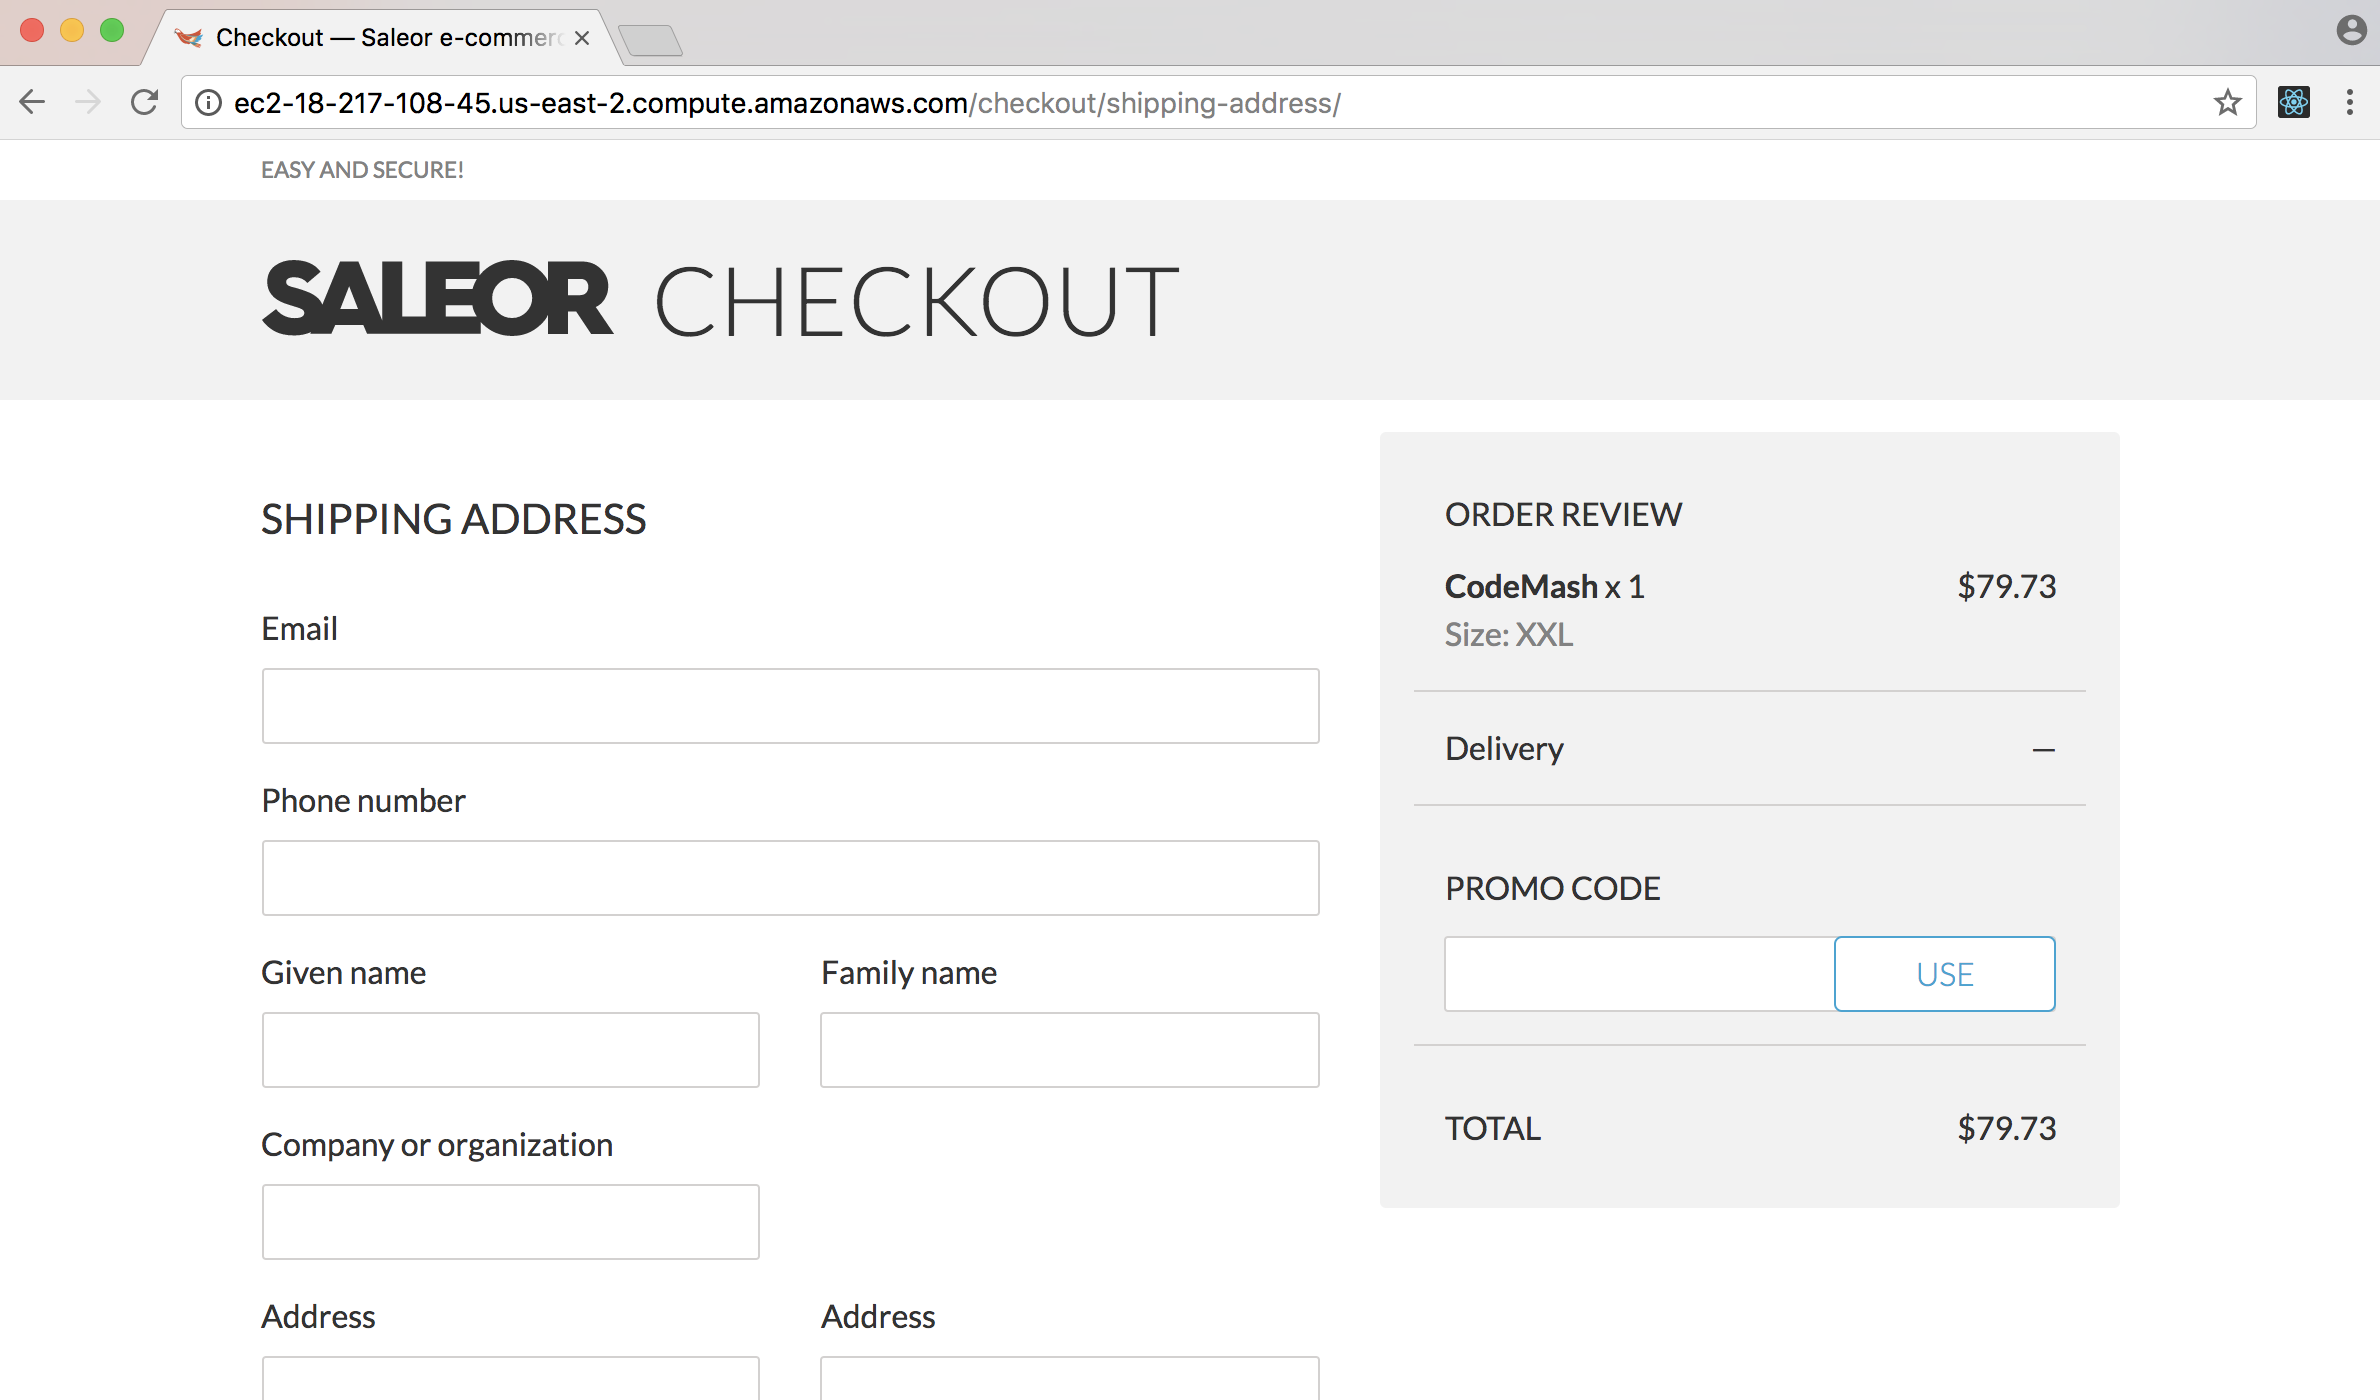 Checkout — Saleor e-commerc
ec2-18-217-108-45.us-east-2.compute.amazonaws.com/checkout/shipping-address/
EASY AND SECURE!
SALEOR CHECKOUT
SHIPPING ADDRESS
Email
Phone number
Given name Family name
Company or organization
Address Address
ORDER REVIEW
CodeMash x 1 $79.73
Size: XXL
Delivery —
PROMO CODE
USE
TOTAL $79.73